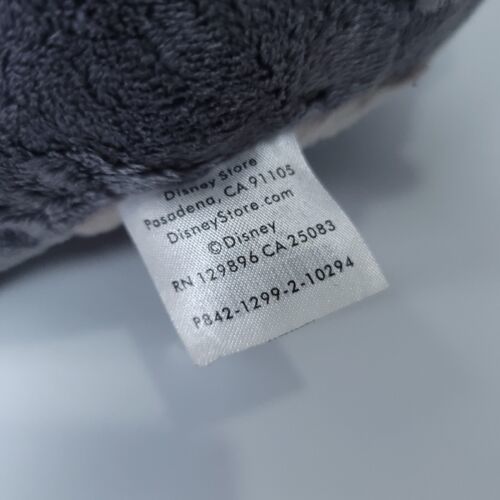 Disney Store
Pasadena, CA 91105
DisneyStore.com
©Disney
RN 129896 CA 25083
P842-1299-2-10294